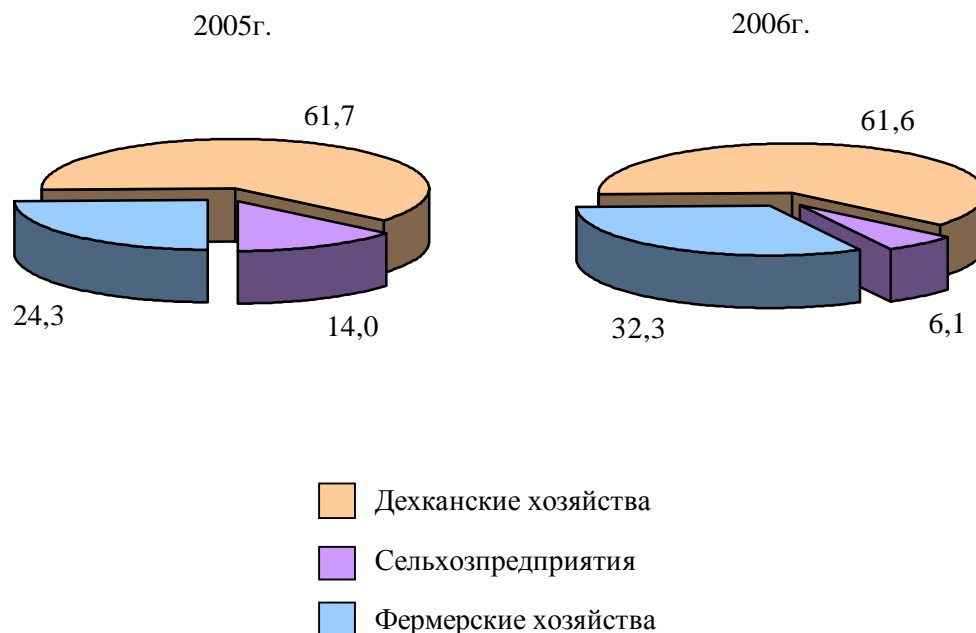 2005г.
2006г.
61,7
61,6
24,3
14,0
32,3
6,1
Дехканские хозяйства
Сельхозпредприятия
Фермерские хозяйства